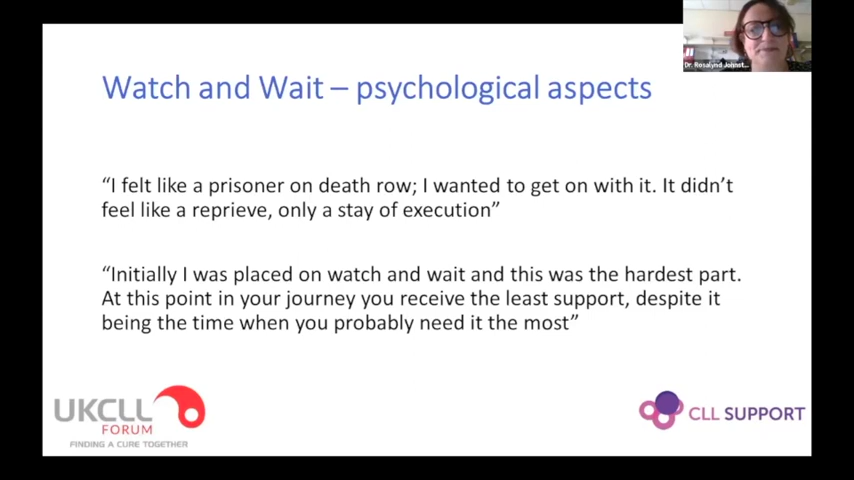 Dr. Rosalynd Johnst...
Watch and Wait – psychological aspects
“I felt like a prisoner on death row; I wanted to get on with it. It didn’t
feel like a reprieve, only a stay of execution”
“Initially I was placed on watch and wait and this was the hardest part.
At this point in your journey you receive the least support, despite it
being the time when you probably need it the most”
UKCLL
FORUM
FINDING A CURE TOGETHER
CLL SUPPORT